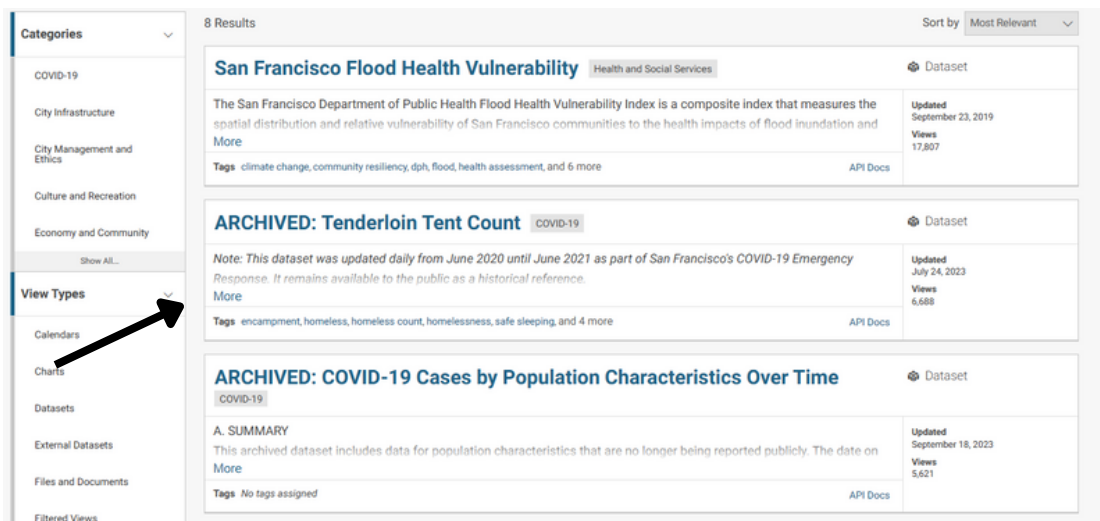 Categories
COVID-19
City Infrastructure
City Management and
Ethics
Culture and Recreation
Economy and Community
Show All...
View Types
Calendars
Charts
Datasets
External Datasets
Files and Documents
Filtered Views
8 Results
Sort by Most Relevant
San Francisco Flood Health Vulnerability Health and Social Services
Dataset
The San Francisco Department of Public Health Flood Health Vulnerability Index is a composite index that measures the
spatial distribution and relative vulnerability of San Francisco communities to the health impacts of flood inundation and
More
Tags climate change, community resiliency, dph, flood, health assessment, and 6 more
API Docs
Updated
September 23, 2019
Views
17,807
ARCHIVED: Tenderloin Tent Count COVID-19
Dataset
Note: This dataset was updated daily from June 2020 until June 2021 as part of San Francisco's COVID-19 Emergency
Response. It remains available to the public as a historical reference.
More
Tags encampment, homeless, homeless count, homelessness, safe sleeping, and 4 more
API Docs
Updated
July 24, 2023
Views
6,688
ARCHIVED: COVID-19 Cases by Population Characteristics Over Time
COVID-19
Dataset
A. SUMMARY
This archived dataset includes data for population characteristics that are no longer being reported publicly. The date on
More
Tags No tags assigned
API Docs
Updated
September 18, 2023
Views
5,621